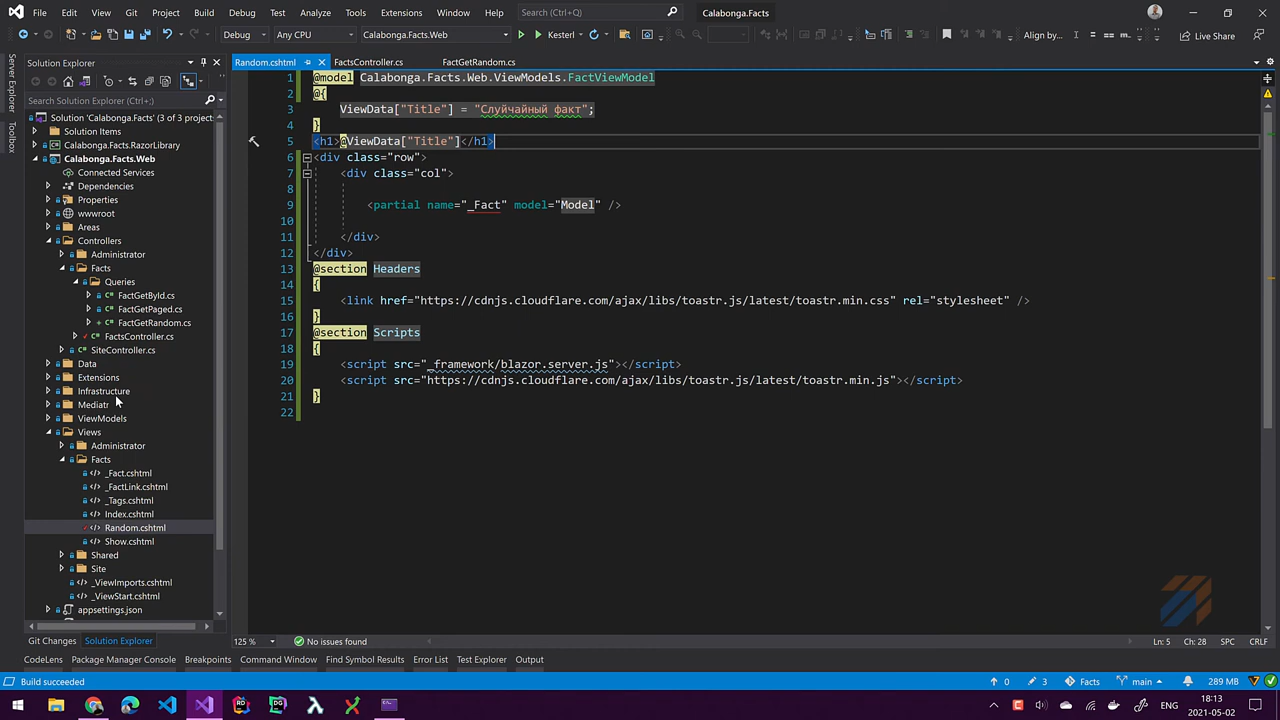 File Edit View Git Project Build Debug Test Analyze Tools Extensions Window Help Search (Ctrl+Q) Calabonga.Facts
Debug Any CPU Calabonga.Facts.Web Kestrel Align by... Live Share
Server Explorer
Toolbox
Solution Explorer
Search Solution Explorer (Ctrl+;)
Solution 'Calabonga.Facts' (3 of 3 projects)
Solution Items
Calabonga.Facts.RazorLibrary
Calabonga.Facts.Web
Connected Services
Dependencies
Properties
wwwroot
Areas
Controllers
Administrator
Facts
Queries
FactGetById.cs
FactGetPaged.cs
FactGetRandom.cs
FactsController.cs
SiteController.cs
Data
Extensions
Infrastructure
Mediatr
ViewModels
Views
Administrator
Facts
_Fact.cshtml
_FactLink.cshtml
_Tags.cshtml
Index.cshtml
Random.cshtml
Show.cshtml
Shared
Site
_ViewImports.cshtml
_ViewStart.cshtml
appsettings.json
Git Changes Solution Explorer
Random.cshtml FactsController.cs FactGetRandom.cs
1 @model Calabonga.Facts.Web.ViewModels.FactViewModel
2 @{
3 ViewData["Title"] = "Слуйчайный факт";
4 }
5 <h1>@ViewData["Title"]</h1>
6 <div class="row">
7 <div class="col">
8
9 <partial name="_Fact" model="Model" />
10
11 </div>
12 </div>
13 @section Headers
14 {
15 <link href="https://cdnjs.cloudflare.com/ajax/libs/toastr.js/latest/toastr.min.css" rel="stylesheet" />
16 }
17 @section Scripts
18 {
19 <script src="_framework/blazor.server.js"></script>
20 <script src="https://cdnjs.cloudflare.com/ajax/libs/toastr.js/latest/toastr.min.js"></script>
21 }
22
125 % No issues found Ln: 5 Ch: 28 SPC CRLF
CodeLens Package Manager Console Breakpoints Command Window Find Symbol Results Error List Test Explorer Output
Build succeeded 0 3 Facts main 289 MB
ENG 18:13
2021-05-02